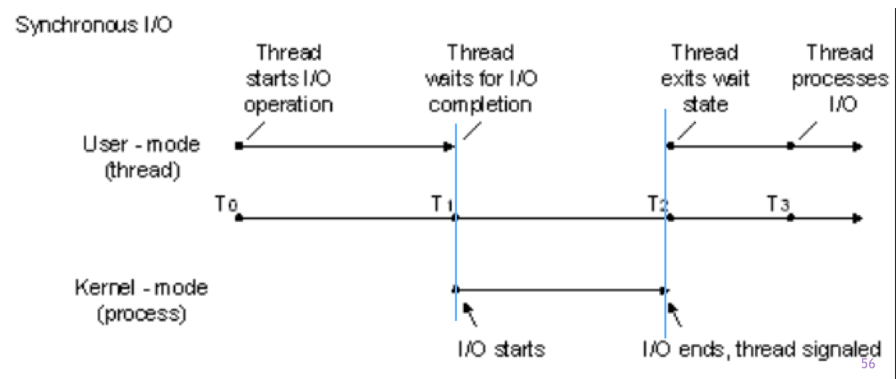 Synchronous I/O
Thread
starts I/O
operation
Thread
waits for I/O
completion
Thread
exits wait
state
Thread
processes
I/O
User - mode
(thread)
T0
T1
T2
T3
Kernel - mode
(process)
I/O starts
I/O ends, thread signaled
56